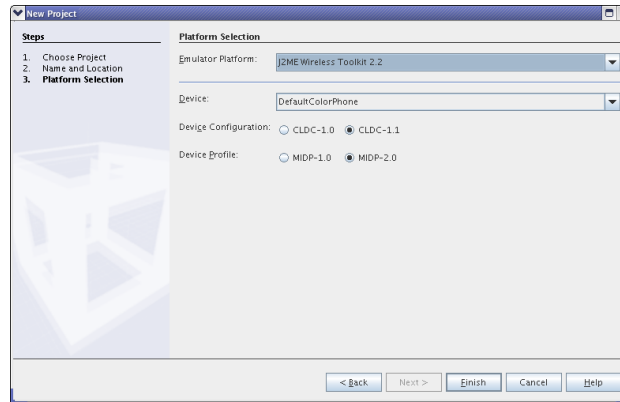 New Project
Steps
1. Choose Project
2. Name and Location
3. Platform Selection
Platform Selection
Emulator Platform: J2ME Wireless Toolkit 2.2
Device: DefaultColorPhone
Device Configuration: CLDC-1.0 CLDC-1.1
Device Profile: MIDP-1.0 MIDP-2.0
< Back Next > Finish Cancel Help